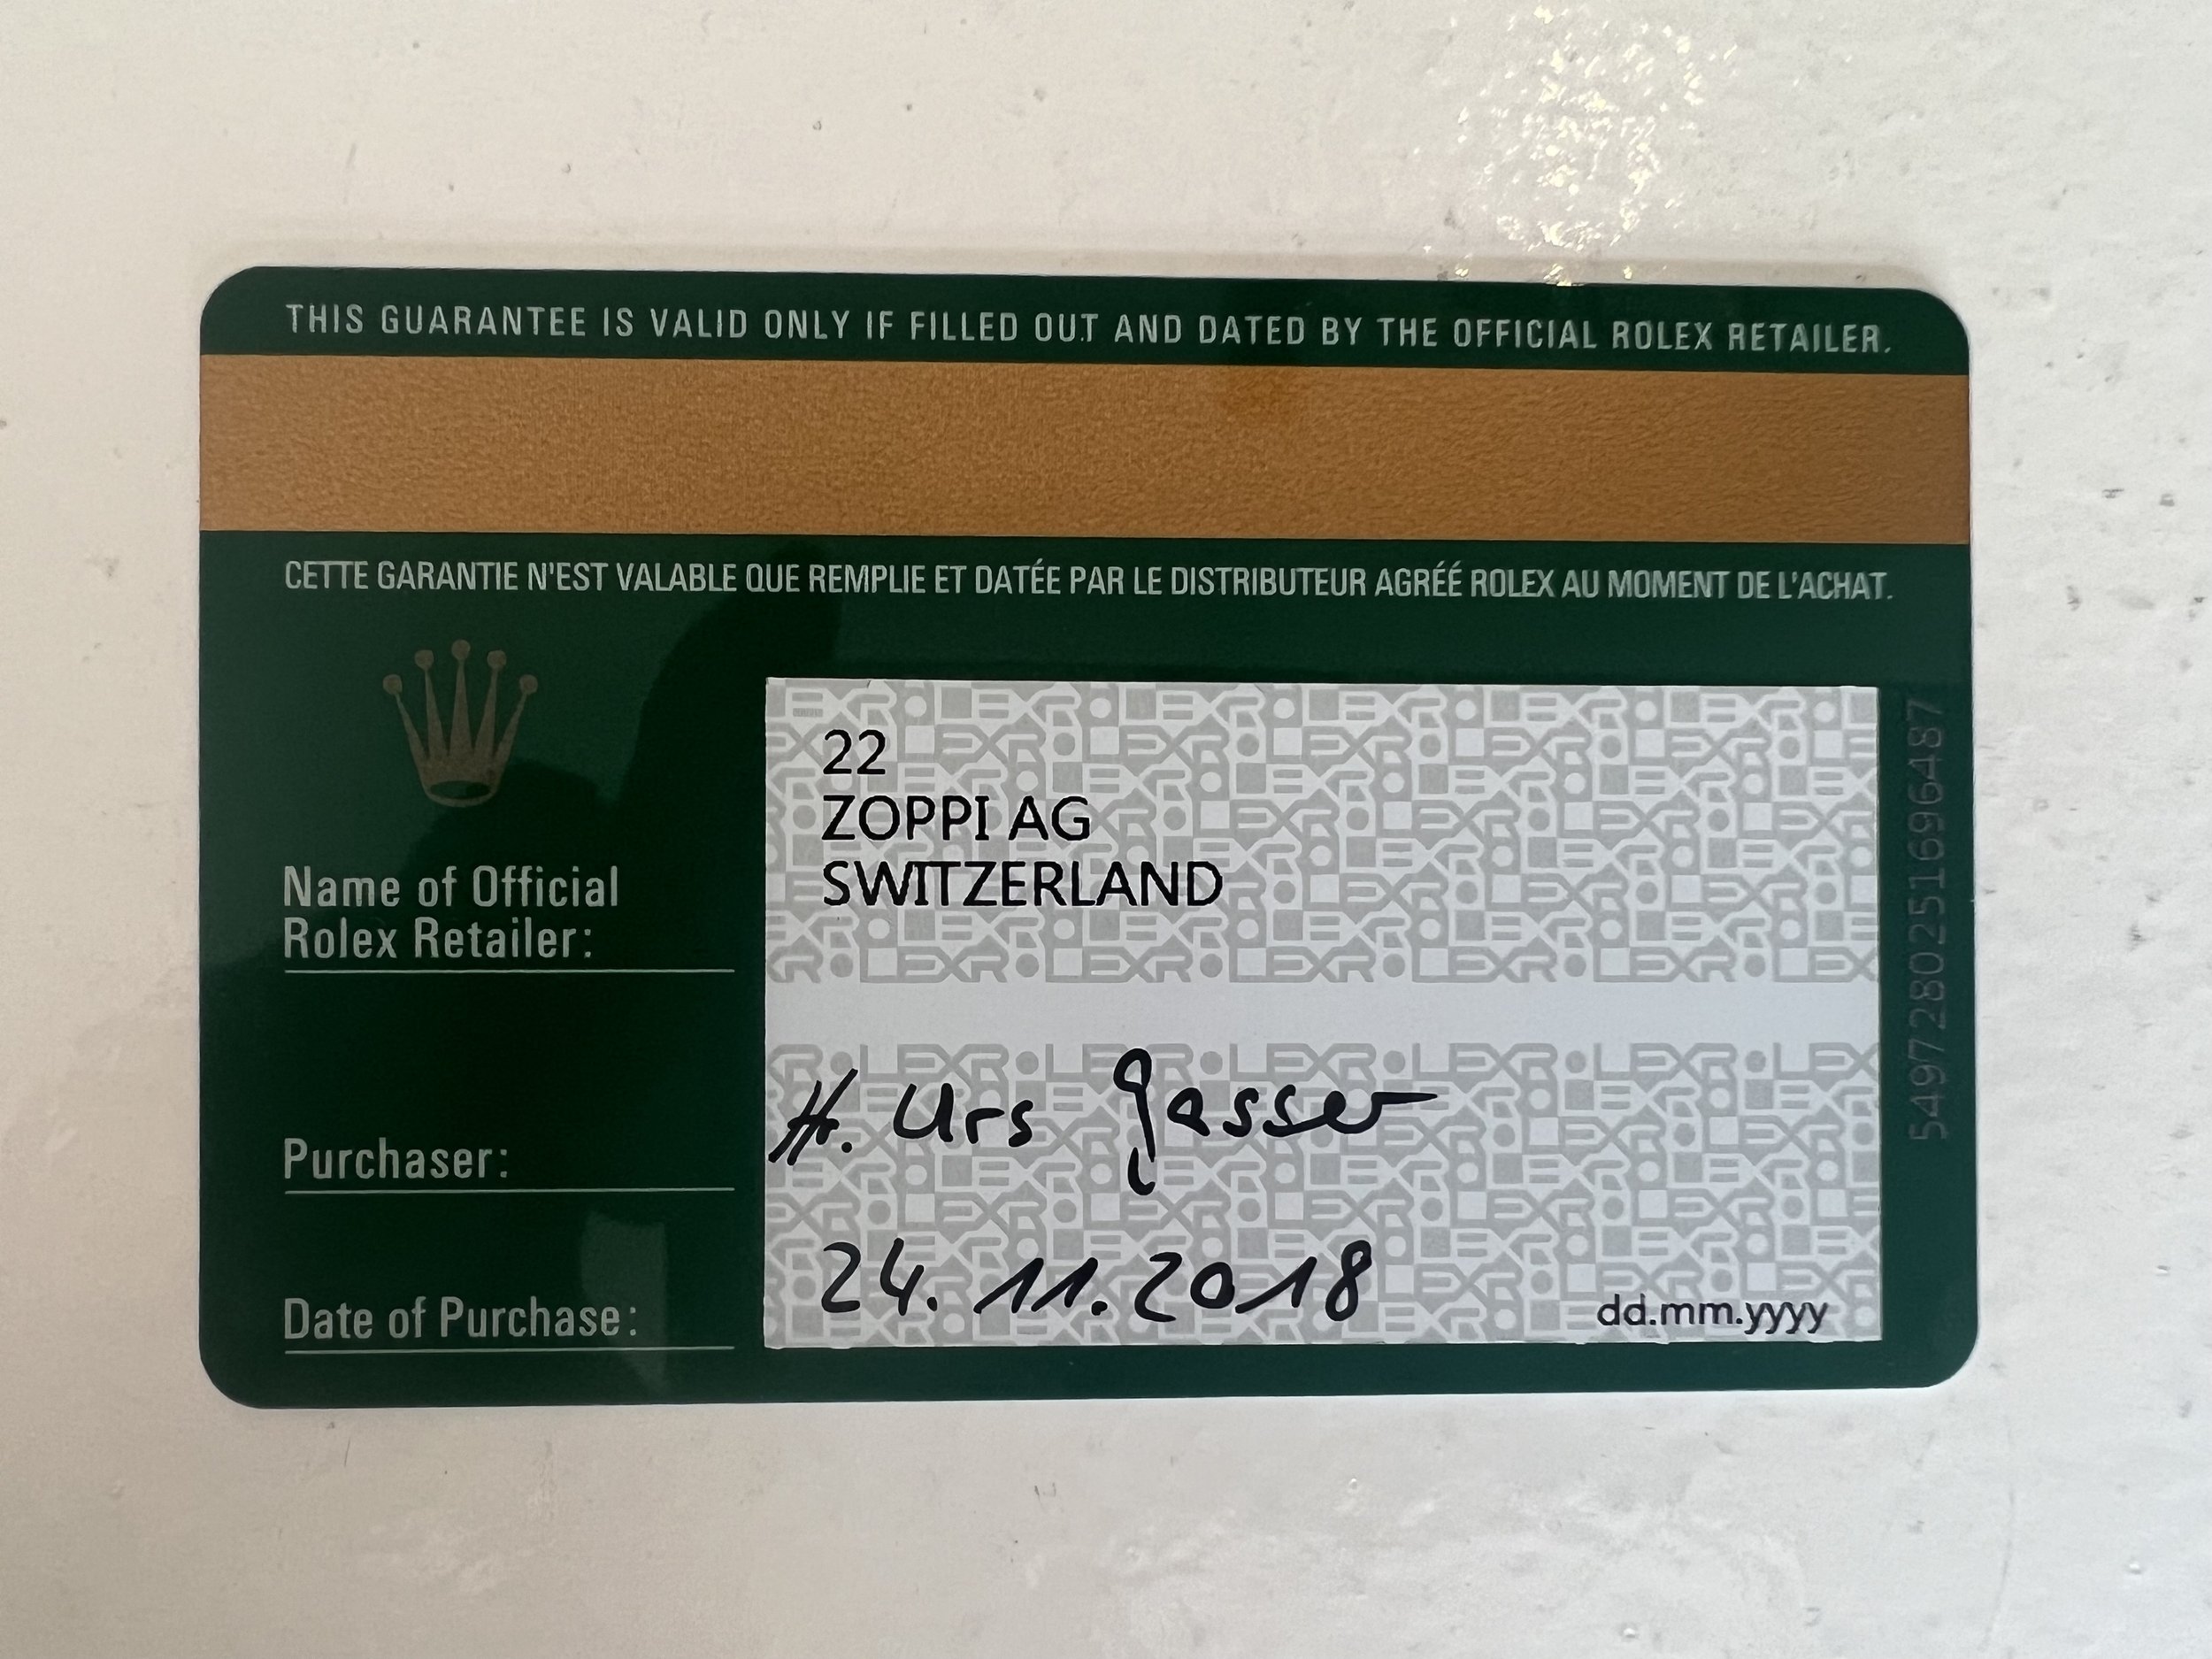 THIS GUARANTEE IS VALID ONLY IF FILLED OUT AND DATED BY THE OFFICIAL ROLEX RETAILER.
CETTE GARANTIE N'EST VALABLE QUE REMPLIE ET DATÉE PAR LE DISTRIBUTEUR AGRÉÉ ROLEX AU MOMENT DE L'ACHAT.
Name of Official
Rolex Retailer:
22
ZOPPI AG
SWITZERLAND
Purchaser:
Hr. Urs Gasser
Date of Purchase:
24.11.2018
dd.mm.yyyy
5497280251696487